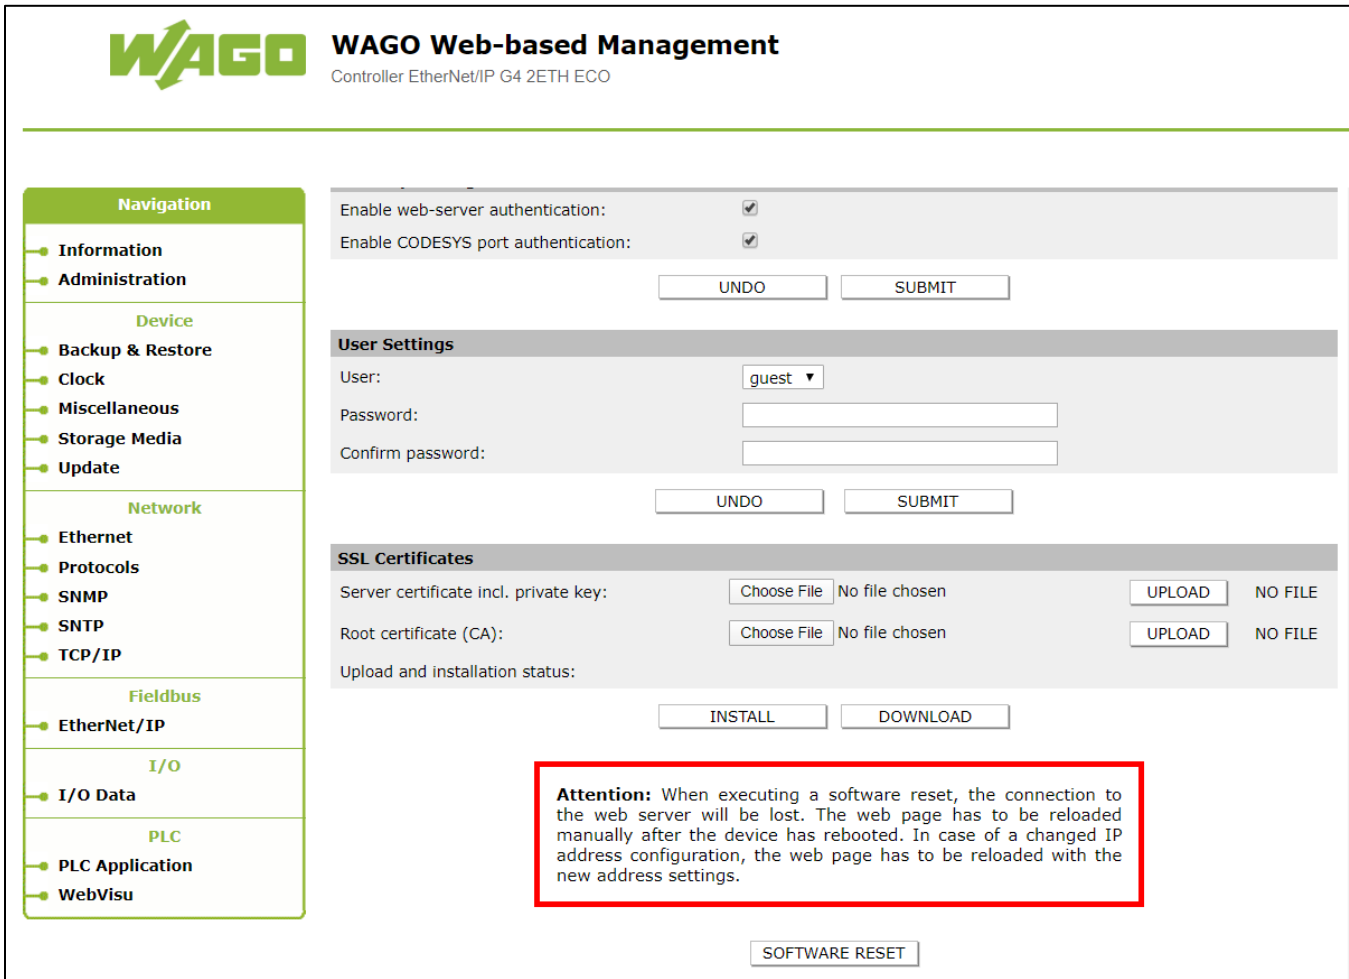 WAGO
WAGO Web-based Management
Controller EtherNet/IP G4 2ETH ECO
Navigation
Information
Administration
Device
Backup & Restore
Clock
Miscellaneous
Storage Media
Update
Network
Ethernet
Protocols
SNMP
SNTP
TCP/IP
Fieldbus
EtherNet/IP
I/O
I/O Data
PLC
PLC Application
WebVisu
Enable web-server authentication:
Enable CODESYS port authentication:
UNDO SUBMIT
User Settings
User: guest
Password:
Confirm password:
UNDO SUBMIT
SSL Certificates
Server certificate incl. private key: Choose File No file chosen UPLOAD NO FILE
Root certificate (CA): Choose File No file chosen UPLOAD NO FILE
Upload and installation status:
INSTALL DOWNLOAD
Attention: When executing a software reset, the connection to
the web server will be lost. The web page has to be reloaded
manually after the device has rebooted. In case of a changed IP
address configuration, the web page has to be reloaded with the
new address settings.
SOFTWARE RESET